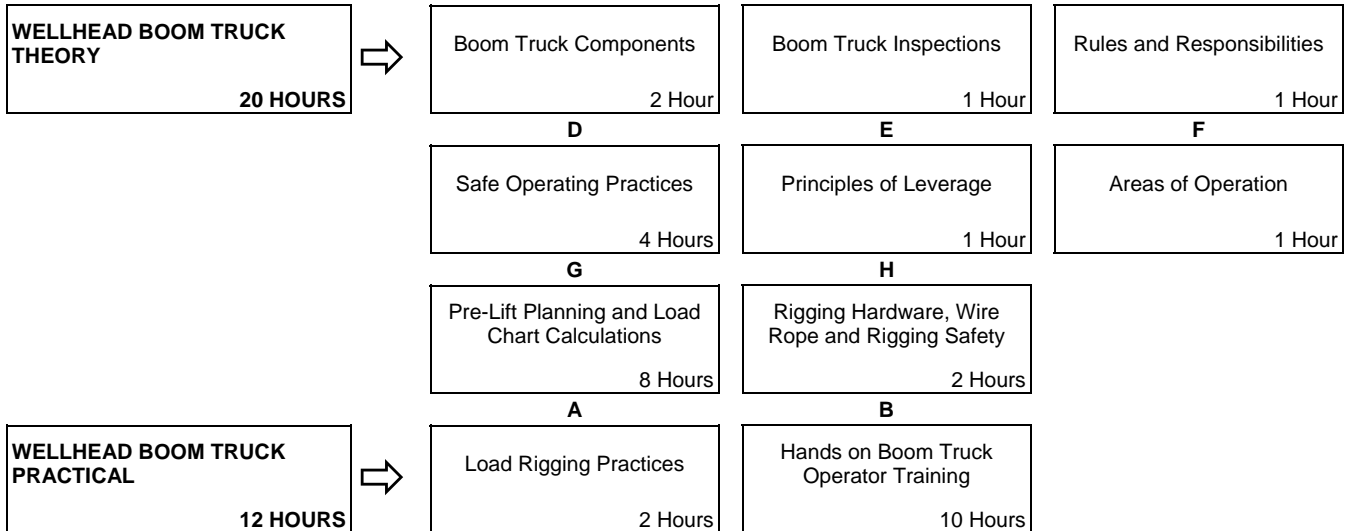 WELLHEAD BOOM TRUCK
THEORY
20 HOURS
Boom Truck Components
2 Hour
Boom Truck Inspections
1 Hour
Rules and Responsibilities
1 Hour
D
E
F
Safe Operating Practices
4 Hours
Principles of Leverage
1 Hour
Areas of Operation
1 Hour
G
H
Pre-Lift Planning and Load
Chart Calculations
8 Hours
Rigging Hardware, Wire
Rope and Rigging Safety
2 Hours
A
B
WELLHEAD BOOM TRUCK
PRACTICAL
12 HOURS
Load Rigging Practices
2 Hours
Hands on Boom Truck
Operator Training
10 Hours